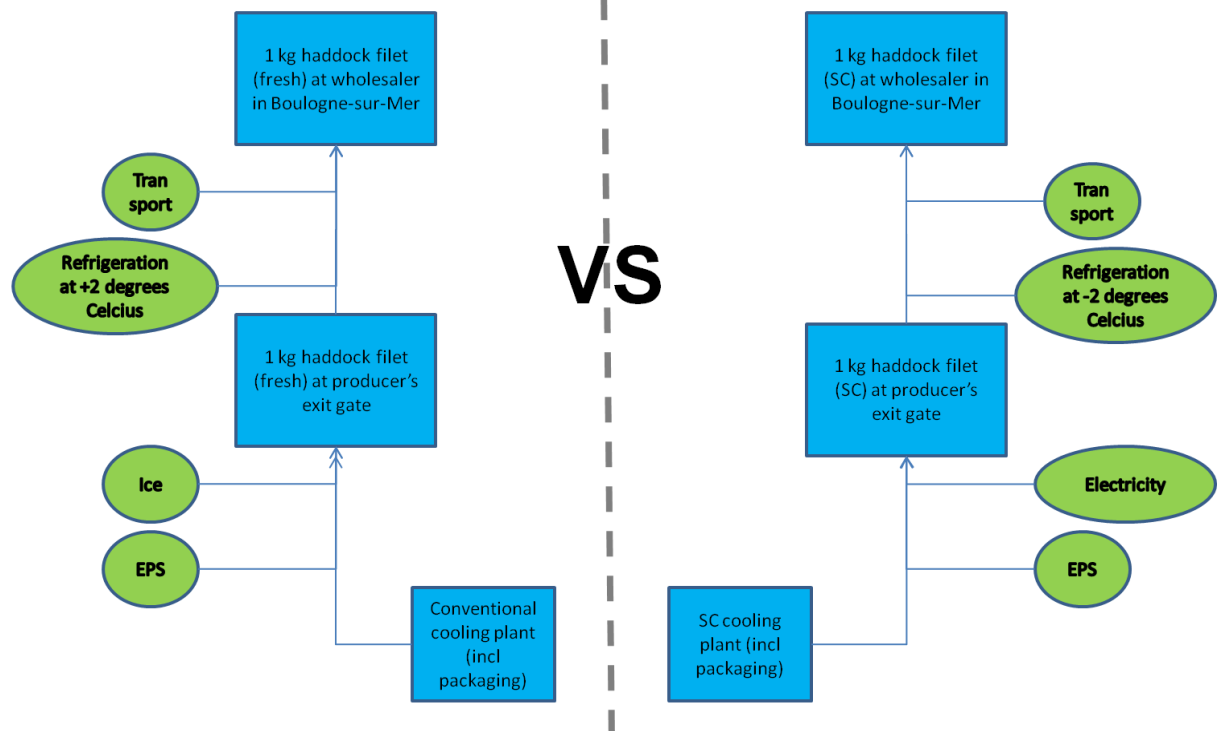 1 kg haddock filet
(fresh) at wholesaler
in Boulogne-sur-Mer
Tran
sport
Refrigeration
at +2 degrees
Celcius
1 kg haddock filet
(fresh) at producer's
exit gate
Ice
EPS
Conventional
cooling plant
(incl
packaging)
VS
1 kg haddock filet
(SC) at wholesaler in
Boulogne-sur-Mer
Tran
sport
Refrigeration
at -2 degrees
Celcius
1 kg haddock filet
(SC) at producer's
exit gate
Electricity
EPS
SC cooling
plant (incl
packaging)